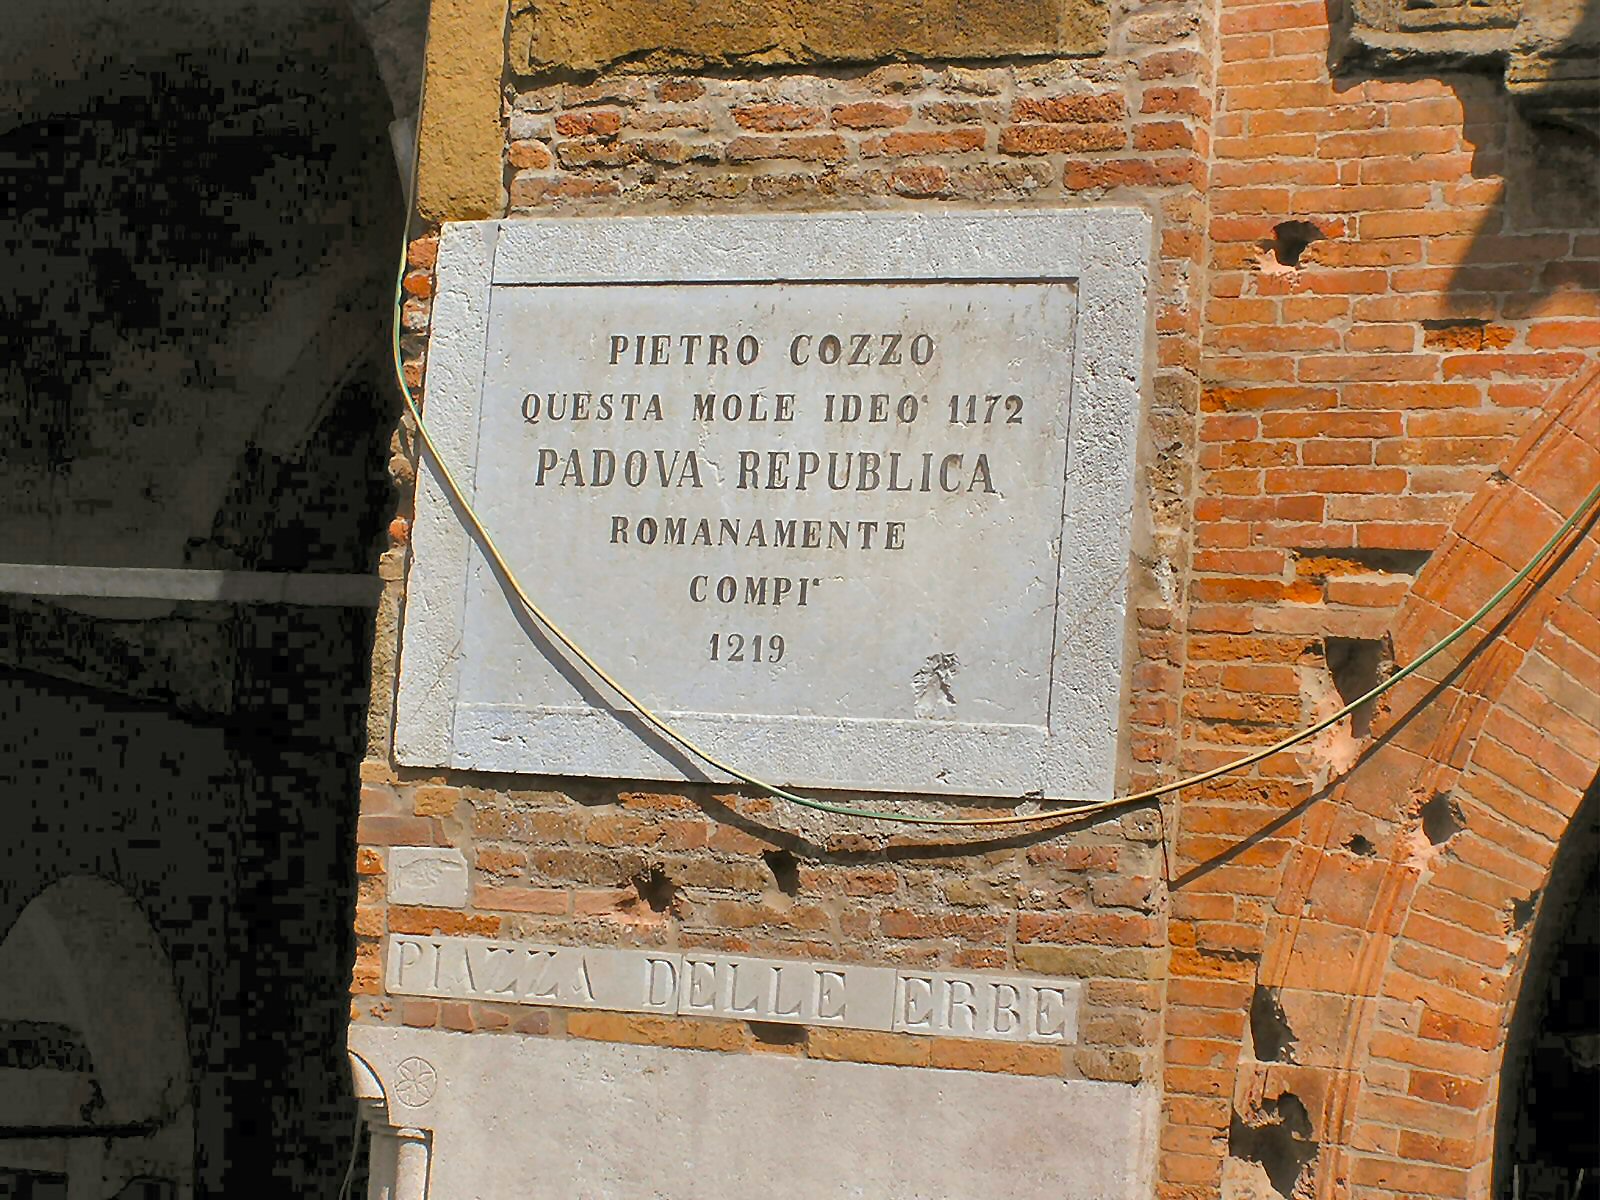 PIETRO COZZO
QUESTA MOLE IDEO' 1172
PADOVA REPUBLICA
ROMANAMENTE
COMPI'
1219
PIAZZA DELLE ERBE